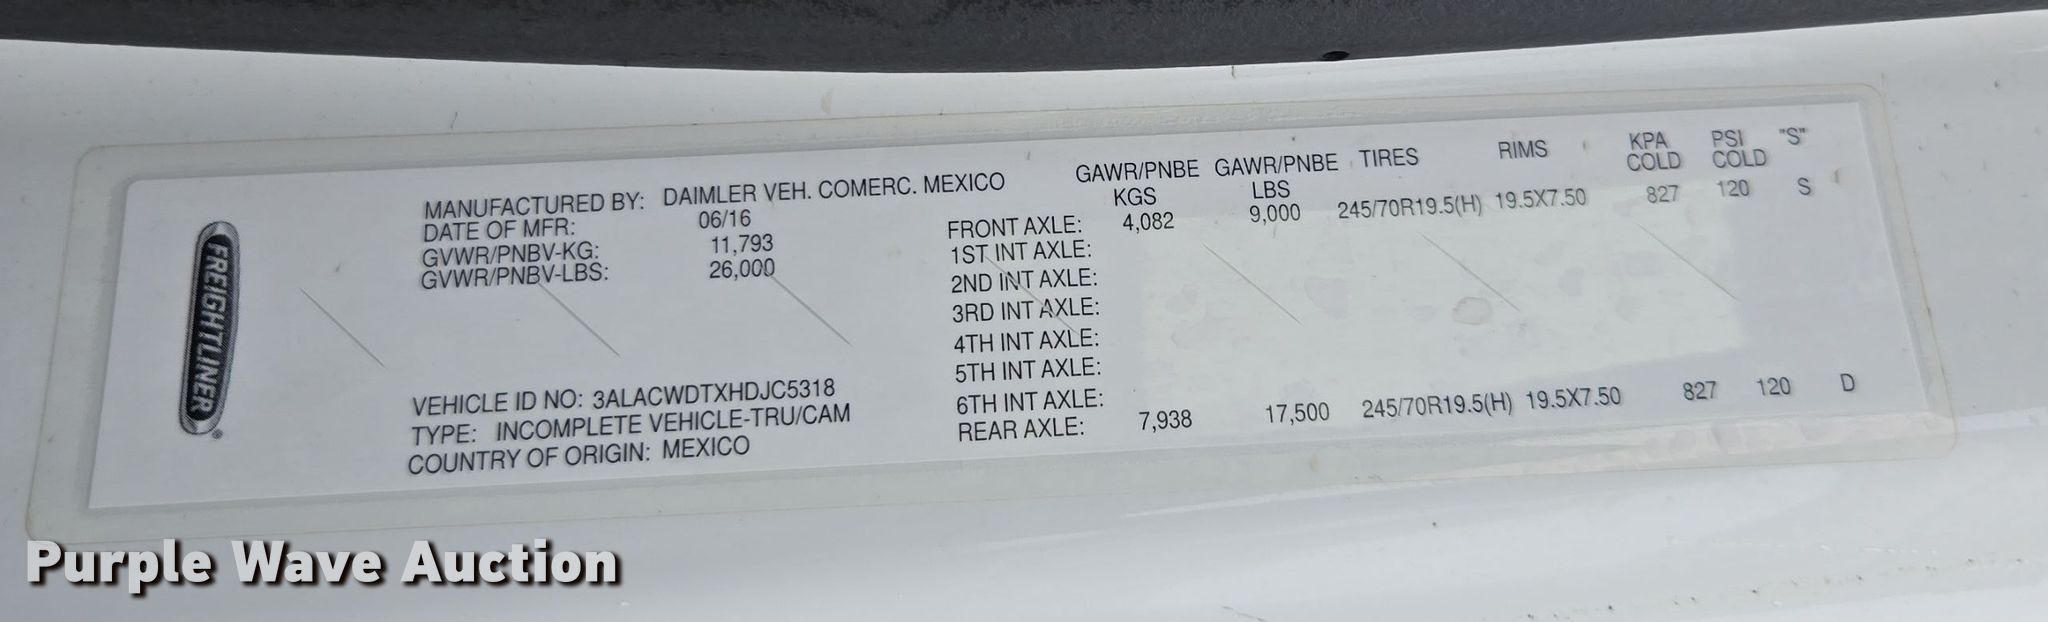 FREIGHTLINER®
MANUFACTURED BY: DAIMLER VEH. COMERC. MEXICO
DATE OF MFR: 06/16
GVWR/PNBV-KG: 11,793
GVWR/PNBV-LBS: 26,000
VEHICLE ID NO: 3ALACWDTXHDJC5318
TYPE: INCOMPLETE VEHICLE-TRU/CAM
COUNTRY OF ORIGIN: MEXICO
GAWR/PNBE GAWR/PNBE TIRES RIMS KPA PSI "S"
KGS LBS COLD COLD
FRONT AXLE: 4,082 9,000 245/70R19.5(H) 19.5X7.50 827 120 S
1ST INT AXLE:
2ND INT AXLE:
3RD INT AXLE:
4TH INT AXLE:
5TH INT AXLE:
6TH INT AXLE:
REAR AXLE: 7,938 17,500 245/70R19.5(H) 19.5X7.50 827 120 D
Purple Wave Auction